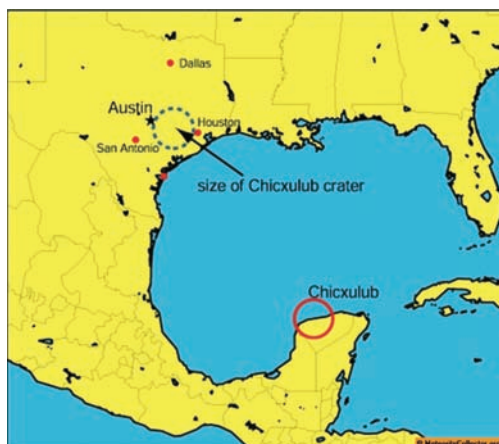 Dallas
Austin
Houston
San Antonio
size of Chicxulub crater
Chicxulub